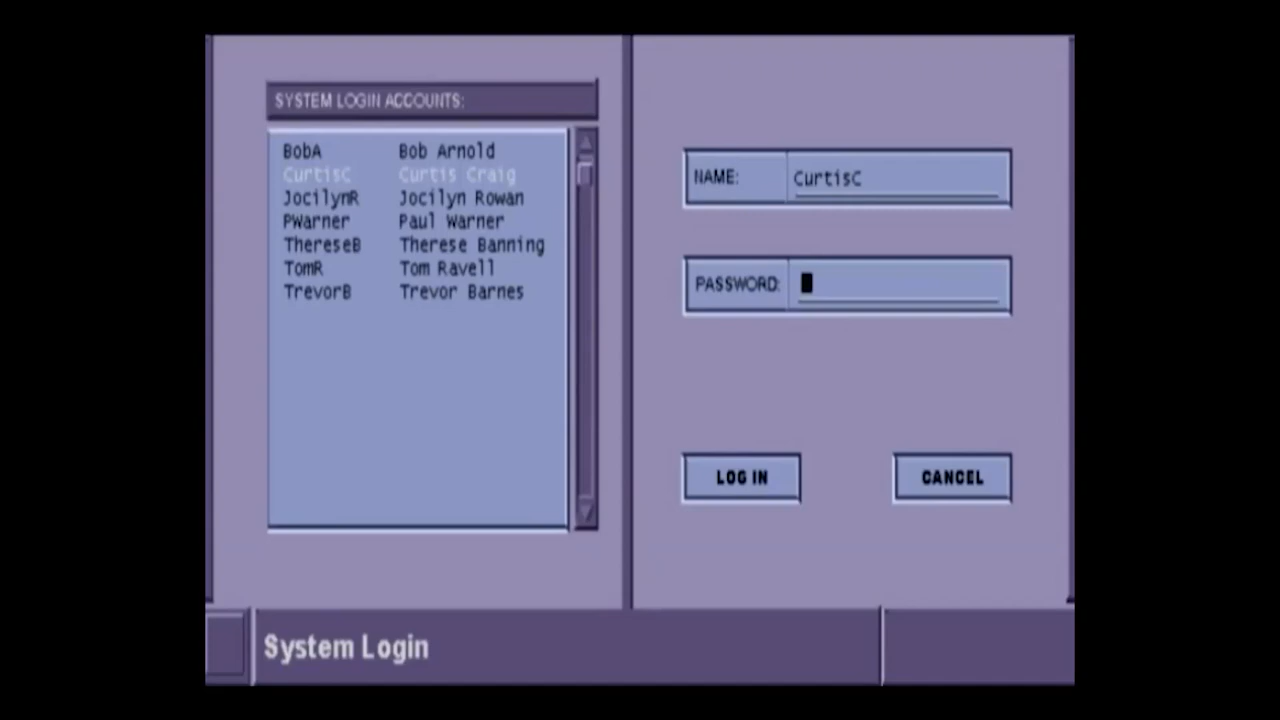 SYSTEM LOGIN ACCOUNTS:
BobA Bob Arnold
CurtisC Curtis Craig
JocilynR Jocilyn Rowan
PWarner Paul Warner
ThereseB Therese Banning
TomR Tom Ravell
TrevorB Trevor Barnes
NAME: CurtisC
PASSWORD:
LOG IN CANCEL
System Login